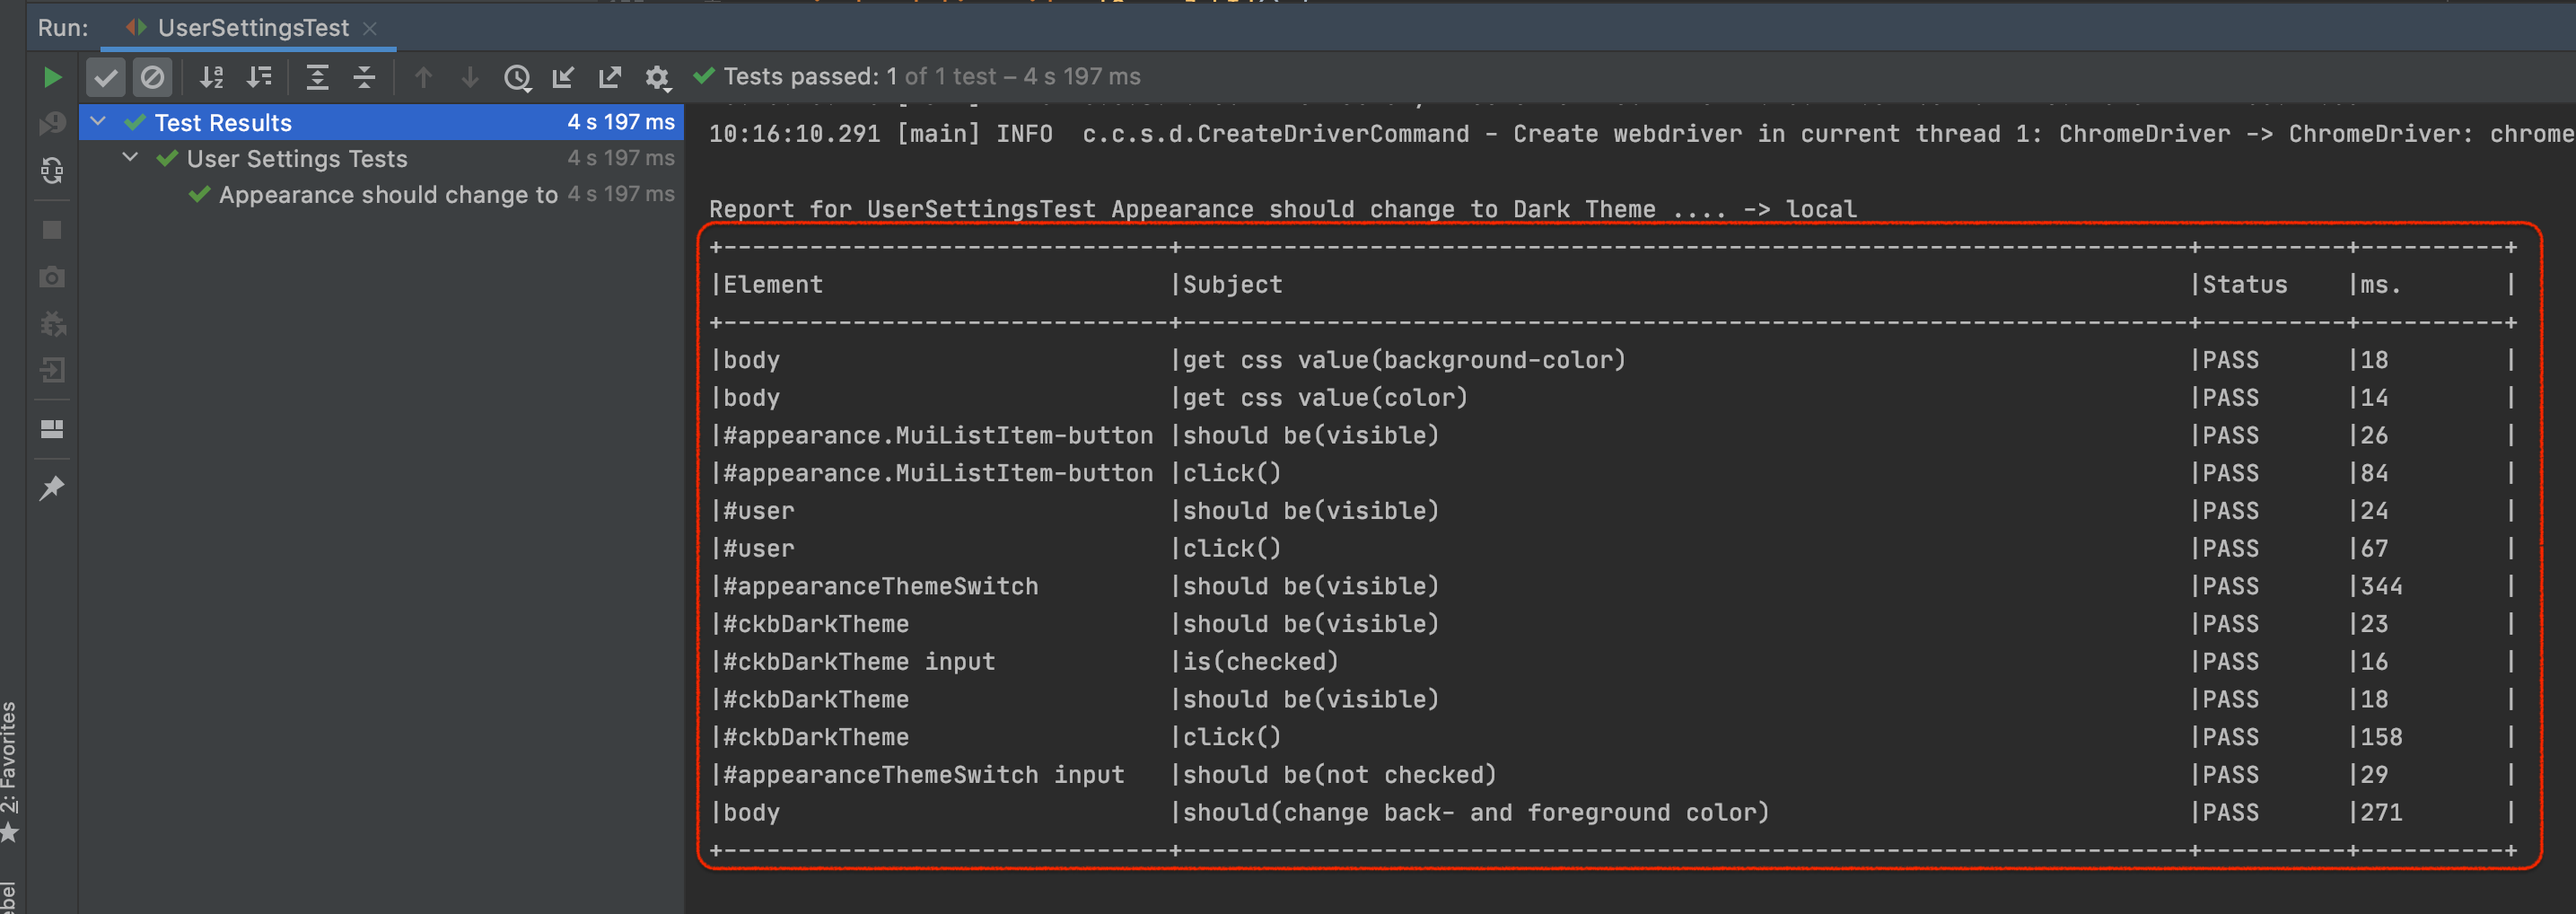 Run: UserSettingsTest
Tests passed: 1 of 1 test – 4 s 197 ms
Test Results 4 s 197 ms
User Settings Tests 4 s 197 ms
Appearance should change to 4 s 197 ms
10:16:10.291 [main] INFO  c.c.s.d.CreateDriverCommand - Create webdriver in current thread 1: ChromeDriver -> ChromeDriver: chrome
Report for UserSettingsTest Appearance should change to Dark Theme .... -> local
+-------------------------------+----------------------------------------------------------------------+----------+----------+
|Element |Subject |Status |ms. |
+-------------------------------+----------------------------------------------------------------------+----------+----------+
|body |get css value(background-color) |PASS |18 |
|body |get css value(color) |PASS |14 |
|#appearance.MuiListItem-button |should be(visible) |PASS |26 |
|#appearance.MuiListItem-button |click() |PASS |84 |
|#user |should be(visible) |PASS |24 |
|#user |click() |PASS |67 |
|#appearanceThemeSwitch |should be(visible) |PASS |344 |
|#ckbDarkTheme |should be(visible) |PASS |23 |
|#ckbDarkTheme input |is(checked) |PASS |16 |
|#ckbDarkTheme |should be(visible) |PASS |18 |
|#ckbDarkTheme |click() |PASS |158 |
|#appearanceThemeSwitch input |should be(not checked) |PASS |29 |
|body |should(change back- and foreground color) |PASS |271 |
+-------------------------------+----------------------------------------------------------------------+----------+----------+
2: Favorites